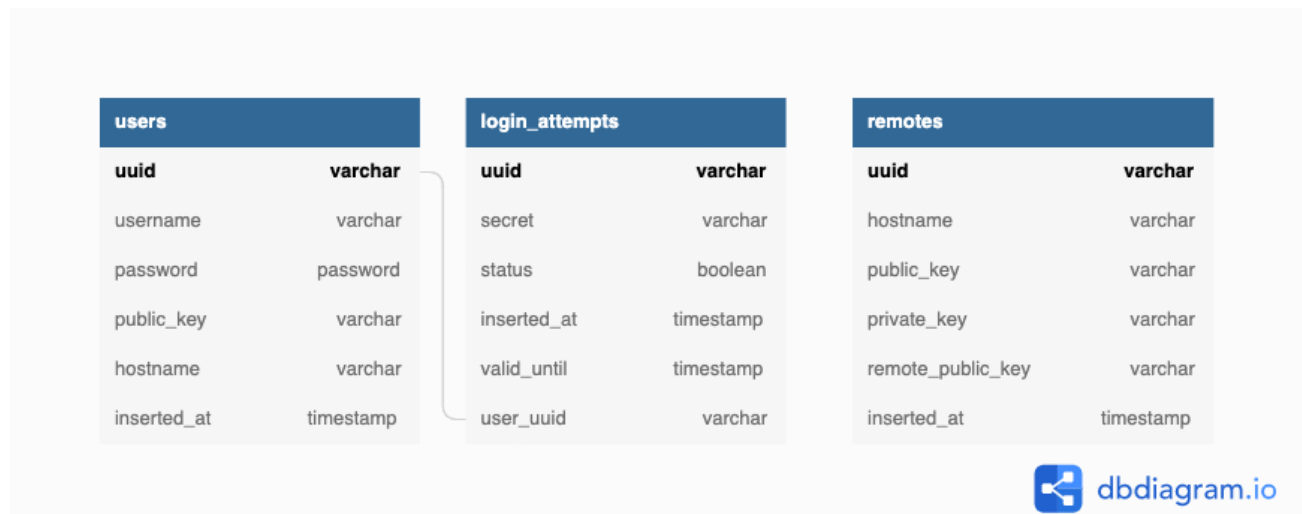 users
uuid varchar
username varchar
password password
public_key varchar
hostname varchar
inserted_at timestamp
login_attempts
uuid varchar
secret varchar
status boolean
inserted_at timestamp
valid_until timestamp
user_uuid varchar
remotes
uuid varchar
hostname varchar
public_key varchar
private_key varchar
remote_public_key varchar
inserted_at timestamp
dbdiagram.io